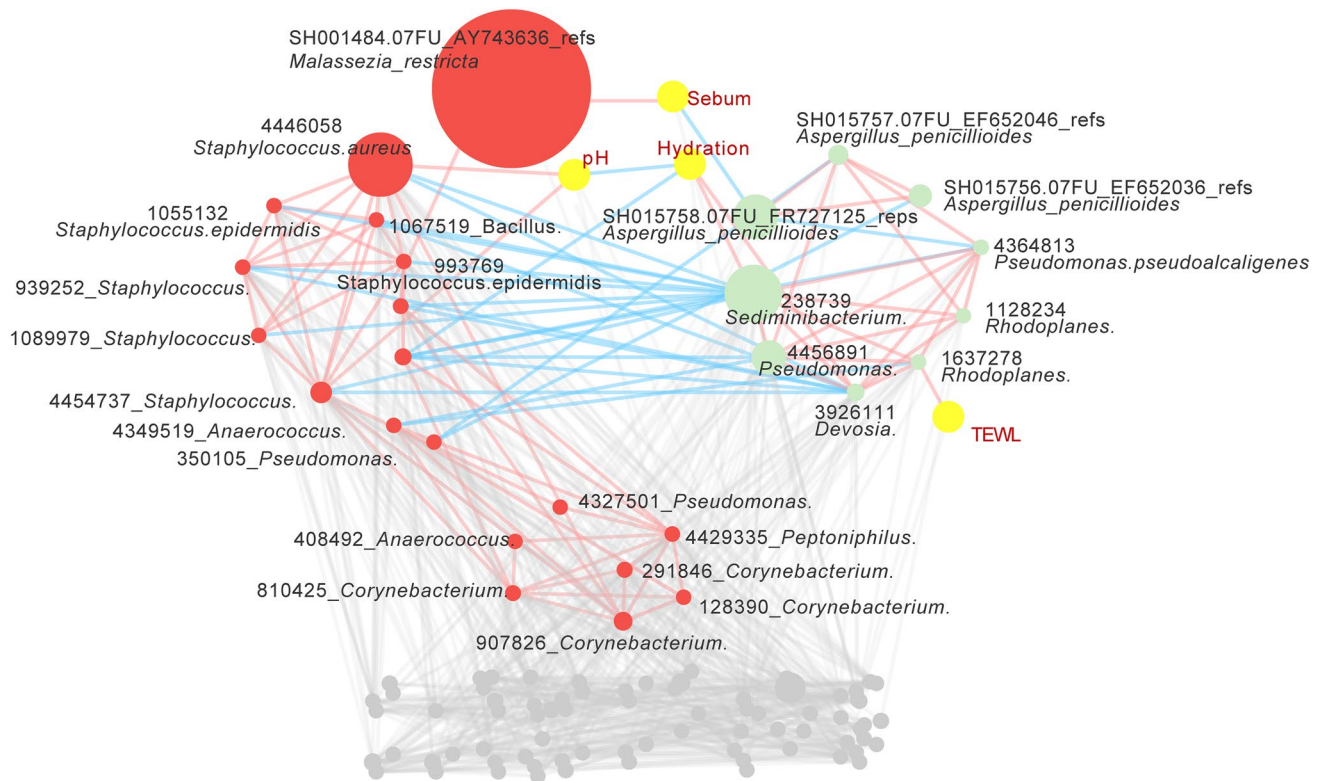 SH001484.07FU_AY743636_refs
Malassezia_restricta
Sebum
4446058
Staphylococcus.aureus
pH
Hydration
SH015757.07FU_EF652046_refs
Aspergillus_penicillioides
SH015756.07FU_EF652036_refs
Aspergillus_penicillioides
1055132
Staphylococcus.epidermidis
1067519_Bacillus.
SH015758.07FU_FR727125_reps
Aspergillus_penicillioides
4364813
Pseudomonas.pseudoalcaligenes
939252_Staphylococcus.
993769
Staphylococcus.epidermidis
238739
Sediminibacterium.
1128234
Rhodoplanes.
1089979_Staphylococcus.
4456891
Pseudomonas.
1637278
Rhodoplanes.
4454737_Staphylococcus.
3926111
Devosia.
TEWL
4349519_Anaerococcus.
350105_Pseudomonas.
4327501_Pseudomonas.
408492_Anaerococcus.
4429335_Peptoniphilus.
291846_Corynebacterium.
810425_Corynebacterium.
128390_Corynebacterium.
907826_Corynebacterium.